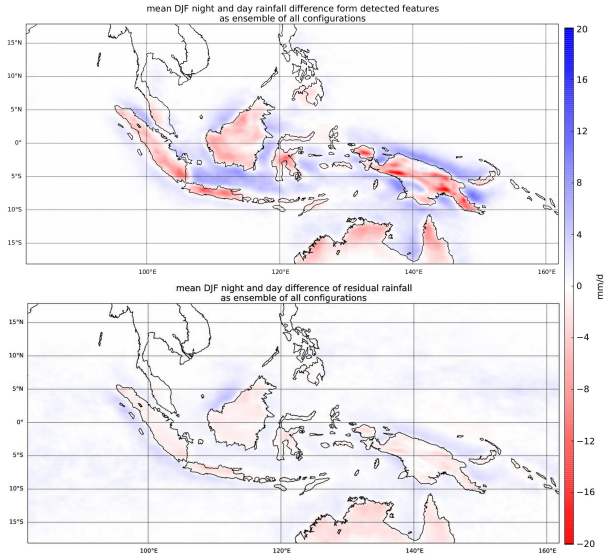 mean DJF night and day rainfall difference form detected features
as ensemble of all configurations
15°N
10°N
5°N
0°
5°S
10°S
15°S
100°E
120°E
140°E
160°E
mean DJF night and day difference of residual rainfall
as ensemble of all configurations
15°N
10°N
5°N
0°
5°S
10°S
15°S
100°E
120°E
140°E
160°E
20
16
12
8
4
0
−4
−8
−12
−16
−20
mm/d